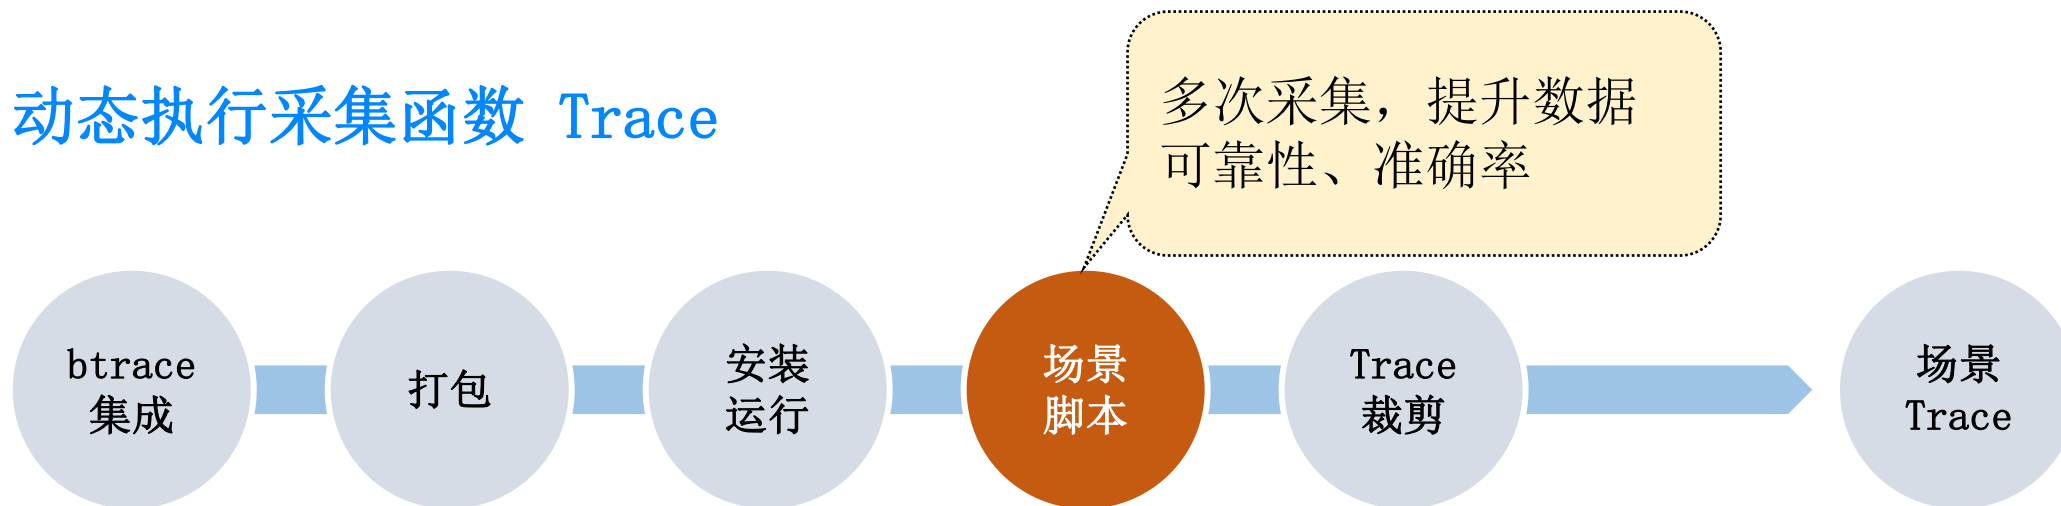 动态执行采集函数 Trace
多次采集，提升数据
可靠性、准确率
btrace
集成
打包
安装
运行
场景
脚本
Trace
裁剪
场景
Trace